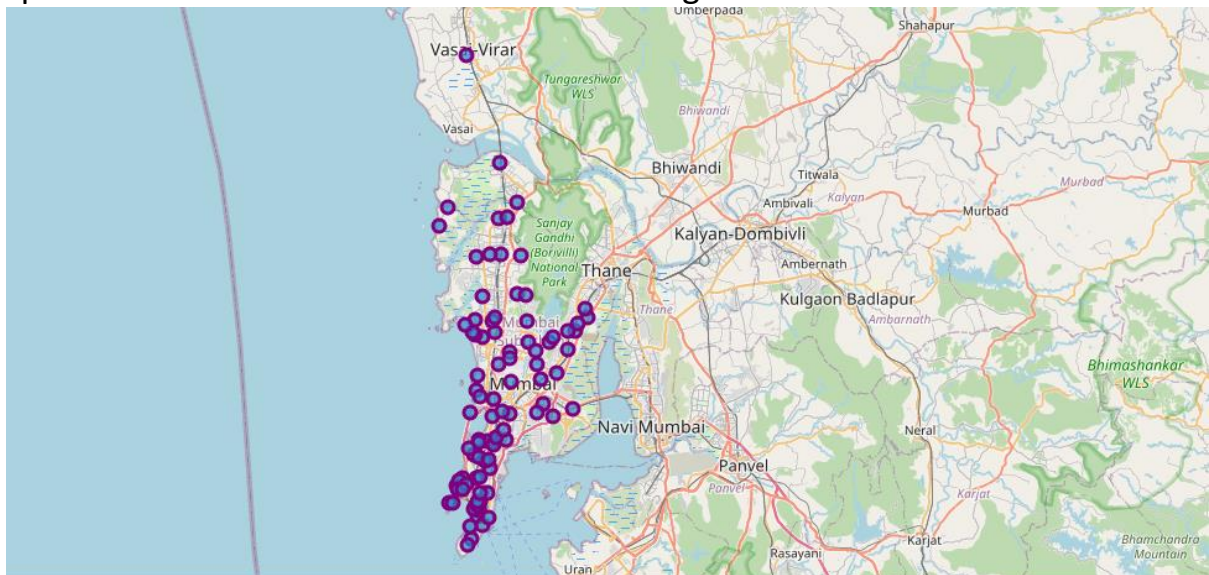 Umberpada
Shahapur
Vasai-Virar
Tungareshwar
WLS
Bhiwandi
Vasai
Bhiwandi
Titwala
Kalyan
Murbad
Ambivali
Murbad
Sanjay
Gandhi
(Borivilli)
National
Park
Kalyan-Dombivli
Thane
Ambernath
Kulgaon Badlapur
Thane
Ambarnath
Mumbai
Bhimashankar
WLS
Mumbai
Navi Mumbai
Neral
Panvel
Panvel
Karjat
Karjat
Bhamchandra
Mountain
Rasayani
Uran